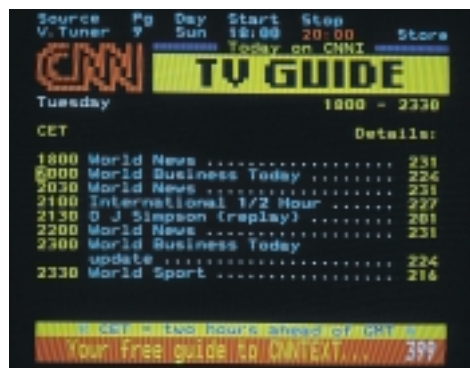 Source Pg Day Start Stop
V.Tuner 9 Sun 18:00 20:00 Store
Today on CNNI
CNN TV GUIDE
Tuesday 1800 - 2330
CET Details:
1800 World News .................. 231
2000 World Business Today ........ 224
2030 World News .................. 231
2100 International 1/2 Hour ...... 227
2130 O J Simpson (replay) ........ 201
2200 World News .................. 231
2300 World Business Today
update ...................... 224
2330 World Sport ................. 216
CET = two hours ahead of GMT
Your free guide to CNNTEXT... 399